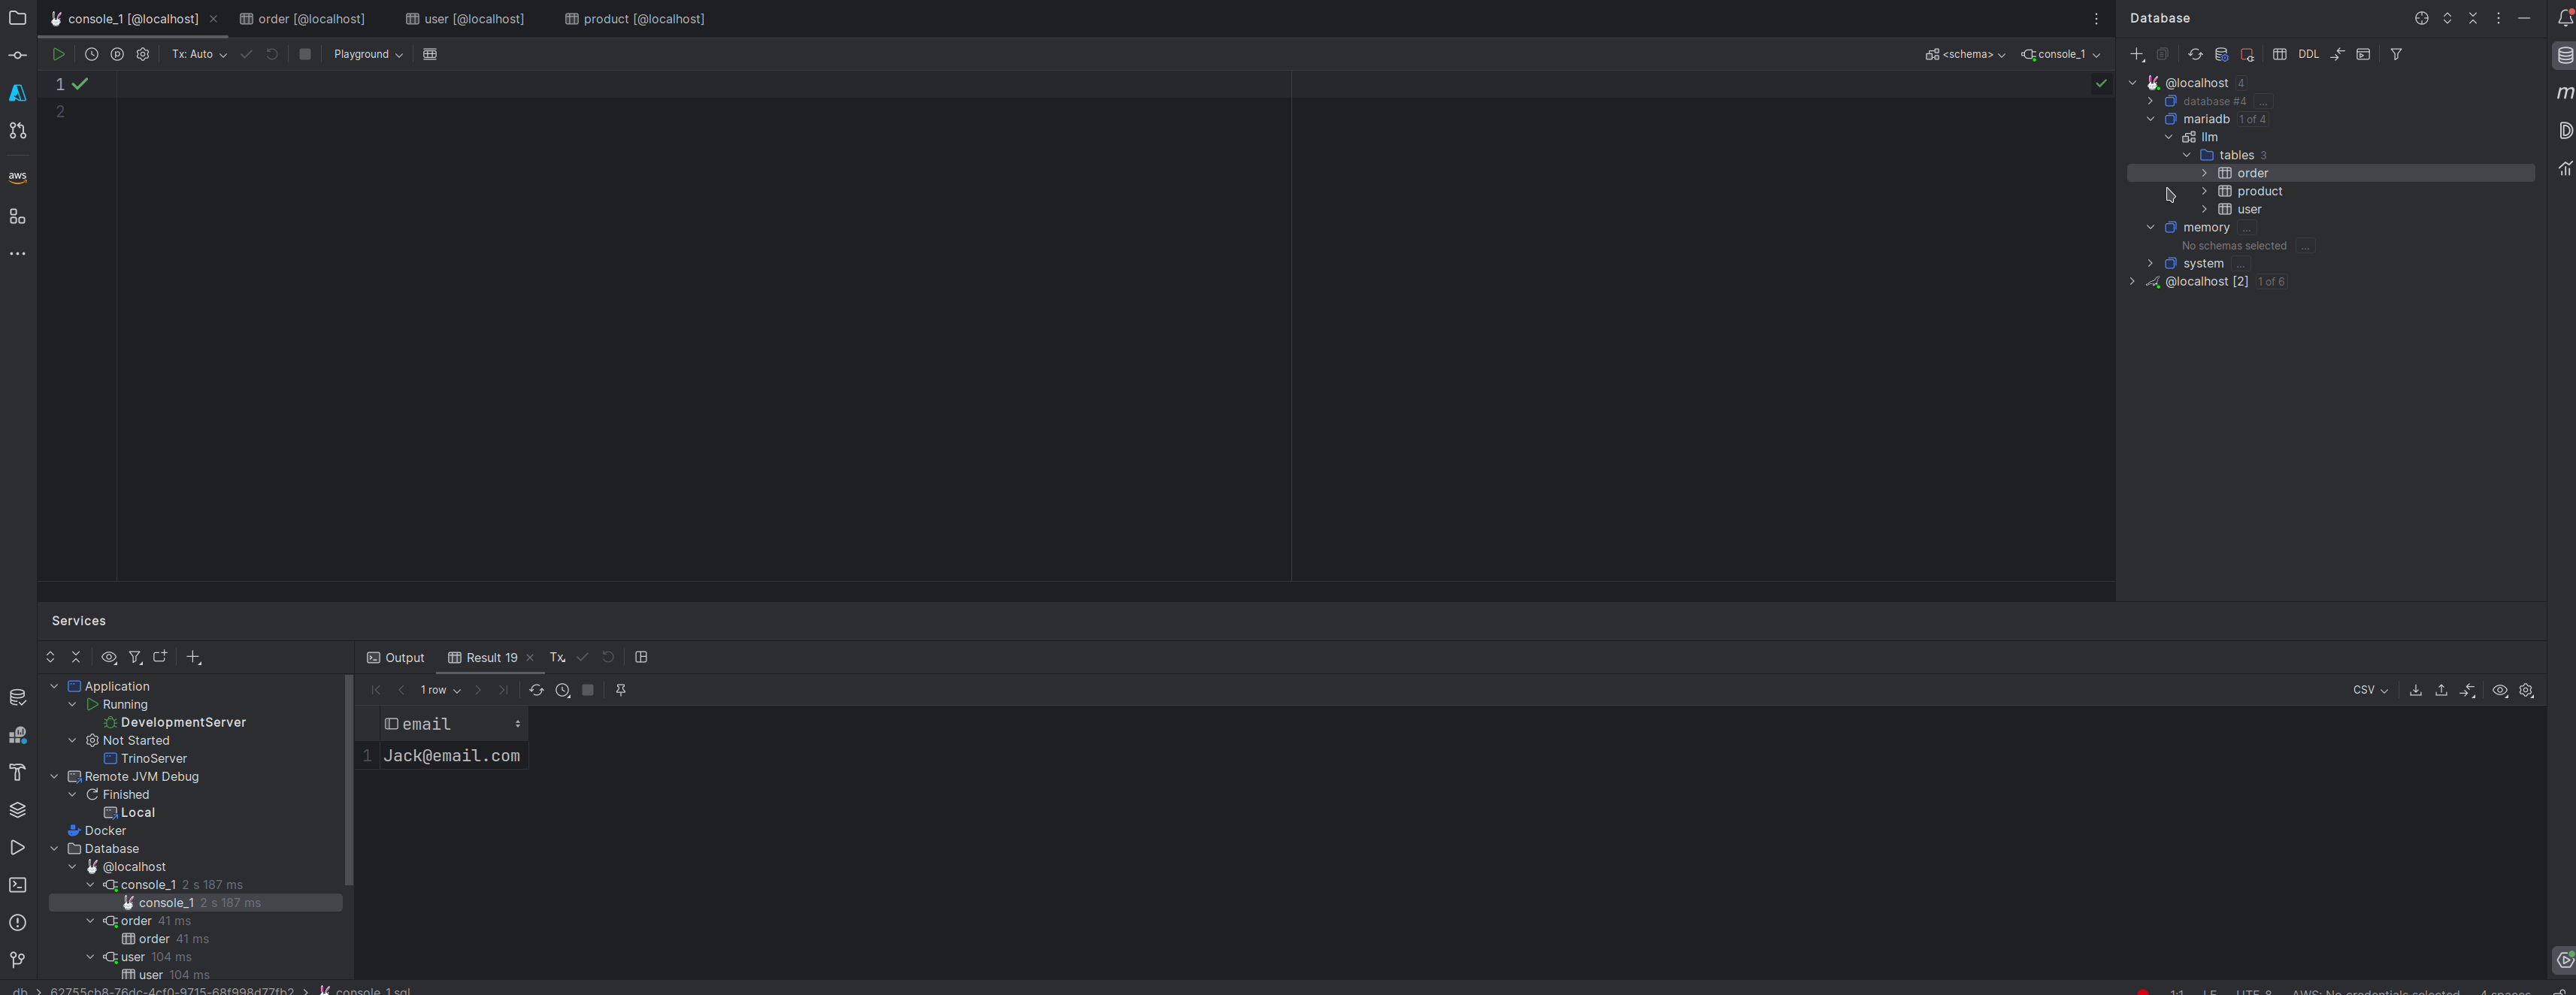 console_1 [@localhost]
order [@localhost]
user [@localhost]
product [@localhost]
Tx: Auto
Playground
<schema>
console_1
1
2
Database
DDL
@localhost 4
database #4 ...
mariadb 1 of 4
llm
tables 3
order
product
user
memory ...
No schemas selected ...
system ...
@localhost [2] 1 of 6
aws
m
D
Services
Output
Result 19
Tx
1 row
CSV
email
1 Jack@email.com
Application
Running
DevelopmentServer
Not Started
TrinoServer
Remote JVM Debug
Finished
Local
Docker
Database
@localhost
console_1 2 s 187 ms
console_1 2 s 187 ms
order 41 ms
order 41 ms
user 104 ms
user 104 ms
db > 62755cb8-76dc-4cf0-9715-68f998d77fb2 > console_1.sql
1:1 LF UTF-8 AWS: No credentials selected 4 spaces